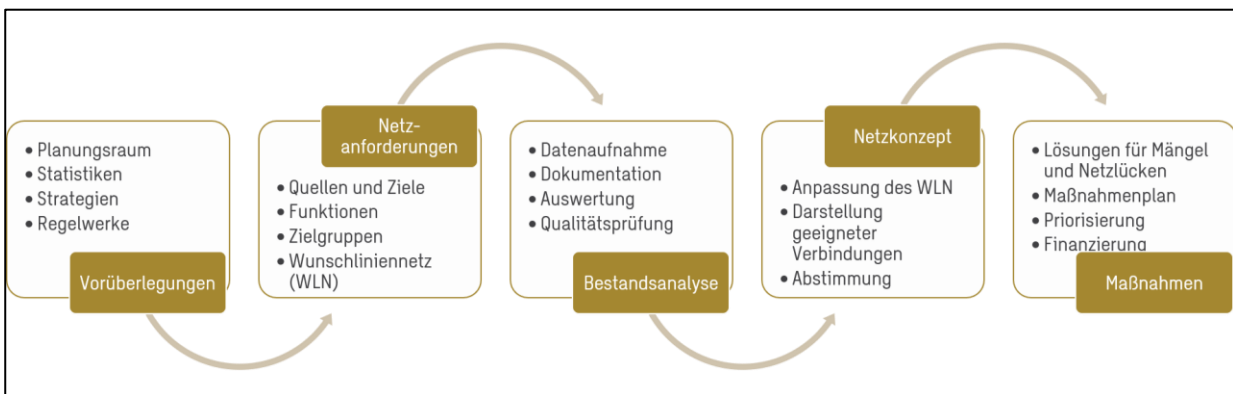 • Planungsraum
• Statistiken
• Strategien
• Regelwerke
Vorüberlegungen
Netz-
anforderungen
• Quellen und Ziele
• Funktionen
• Zielgruppen
• Wunschliniennetz
(WLN)
• Datenaufnahme
• Dokumentation
• Auswertung
• Qualitätsprüfung
Bestandsanalyse
Netzkonzept
• Anpassung des WLN
• Darstellung
geeigneter
Verbindungen
• Abstimmung
• Lösungen für Mängel
und Netzlücken
• Maßnahmenplan
• Priorisierung
• Finanzierung
Maßnahmen